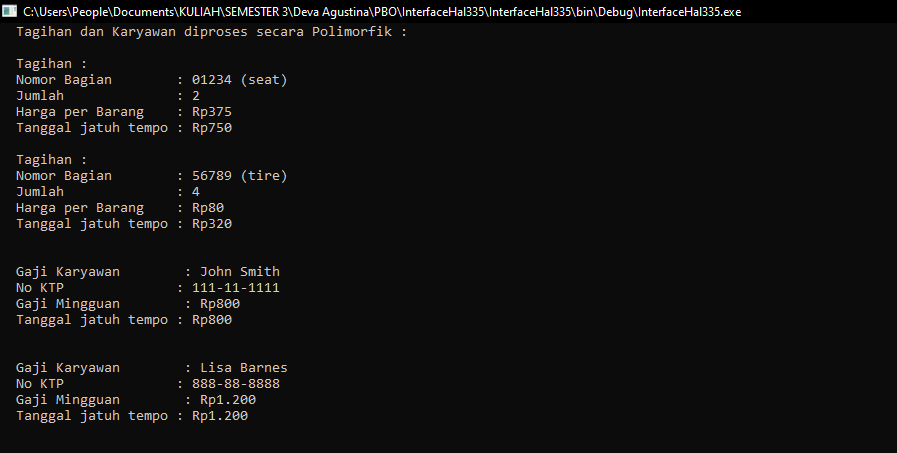 C:\Users\People\Documents\KULIAH\SEMESTER 3\Deva Agustina\PBO\InterfaceHal335\InterfaceHal335\bin\Debug\InterfaceHal335.exe
Tagihan dan Karyawan diproses secara Polimorfik :
Tagihan :
Nomor Bagian        : 01234 (seat)
Jumlah              : 2
Harga per Barang    : Rp375
Tanggal jatuh tempo : Rp750
Tagihan :
Nomor Bagian        : 56789 (tire)
Jumlah              : 4
Harga per Barang    : Rp80
Tanggal jatuh tempo : Rp320
Gaji Karyawan        : John Smith
No KTP              : 111-11-1111
Gaji Mingguan        : Rp800
Tanggal jatuh tempo : Rp800
Gaji Karyawan        : Lisa Barnes
No KTP              : 888-88-8888
Gaji Mingguan        : Rp1.200
Tanggal jatuh tempo : Rp1.200